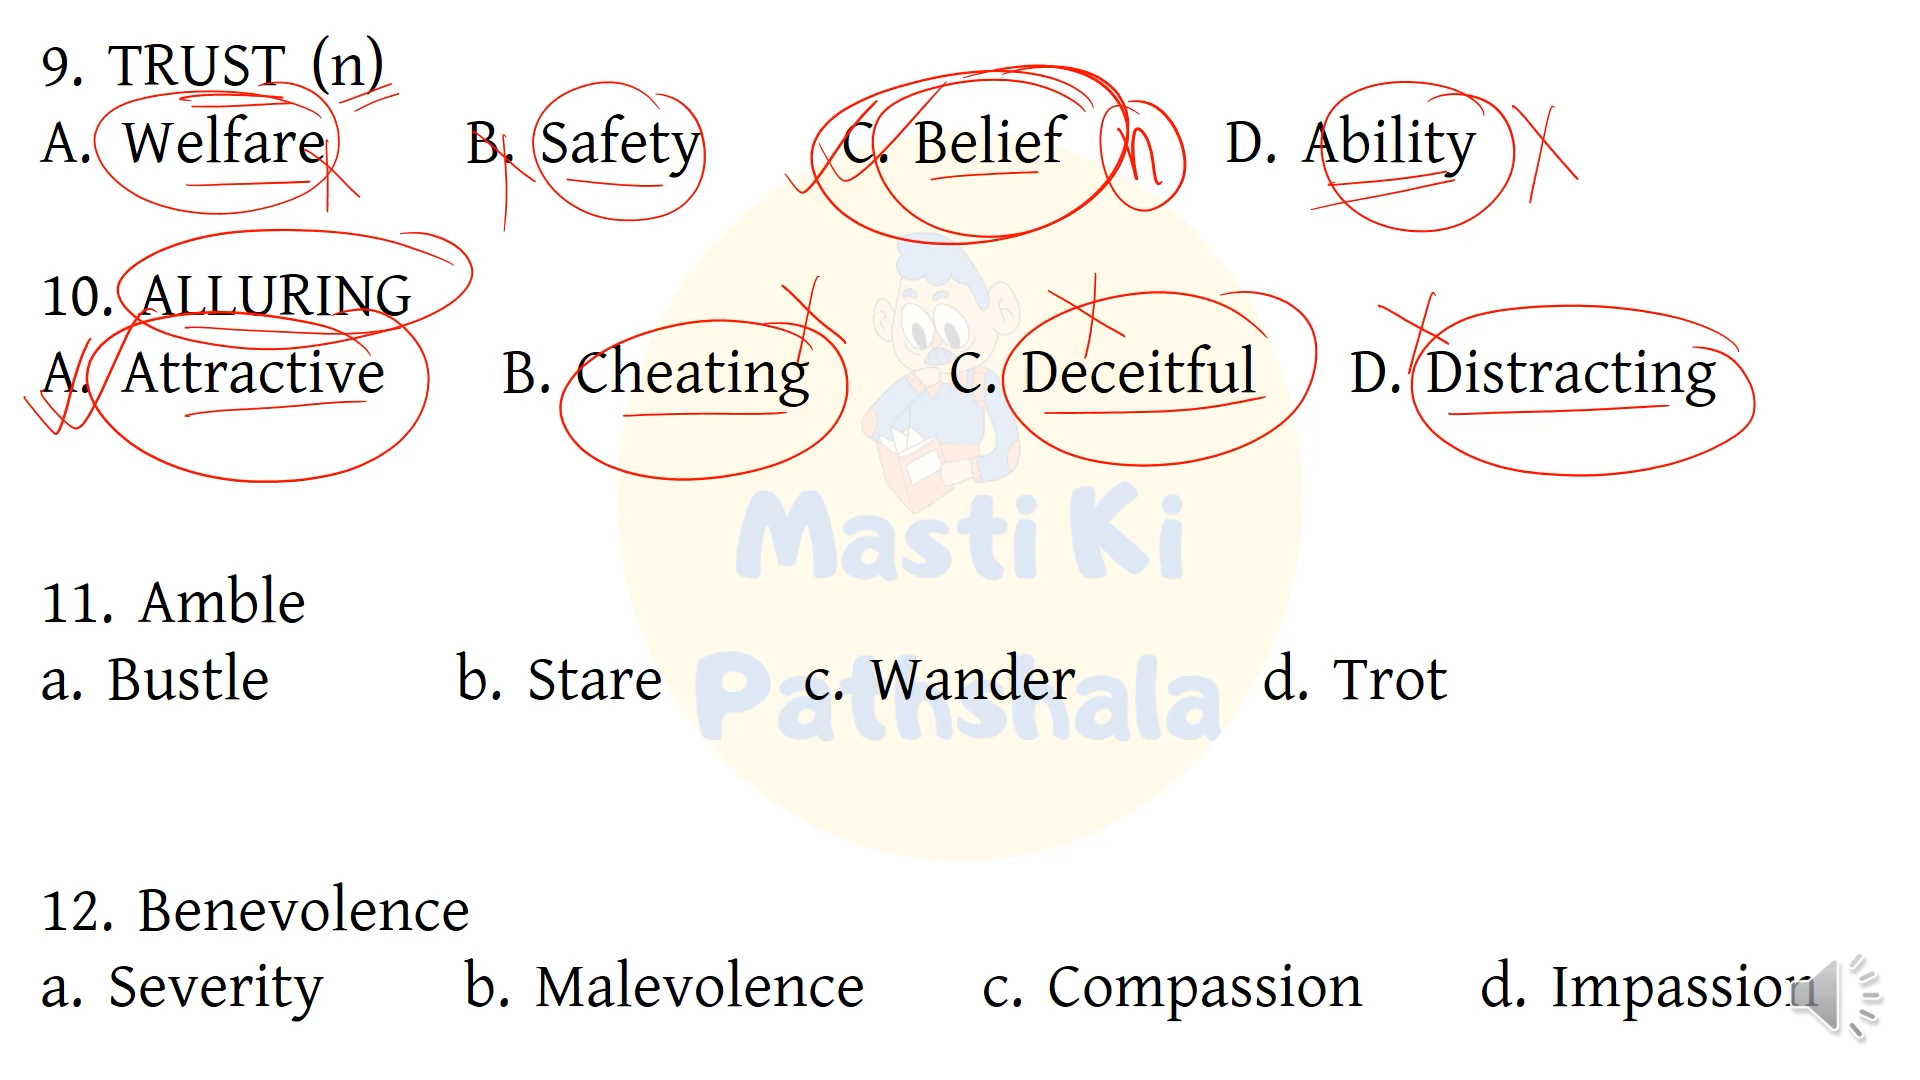 9. TRUST (n)
A. Welfare B. Safety C. Belief n D. Ability
10. ALLURING
A. Attractive B. Cheating C. Deceitful D. Distracting
Masti Ki
11. Amble
a. Bustle b. Stare c. Wander d. Trot
Pathshala
12. Benevolence
a. Severity b. Malevolence c. Compassion d. Impassion